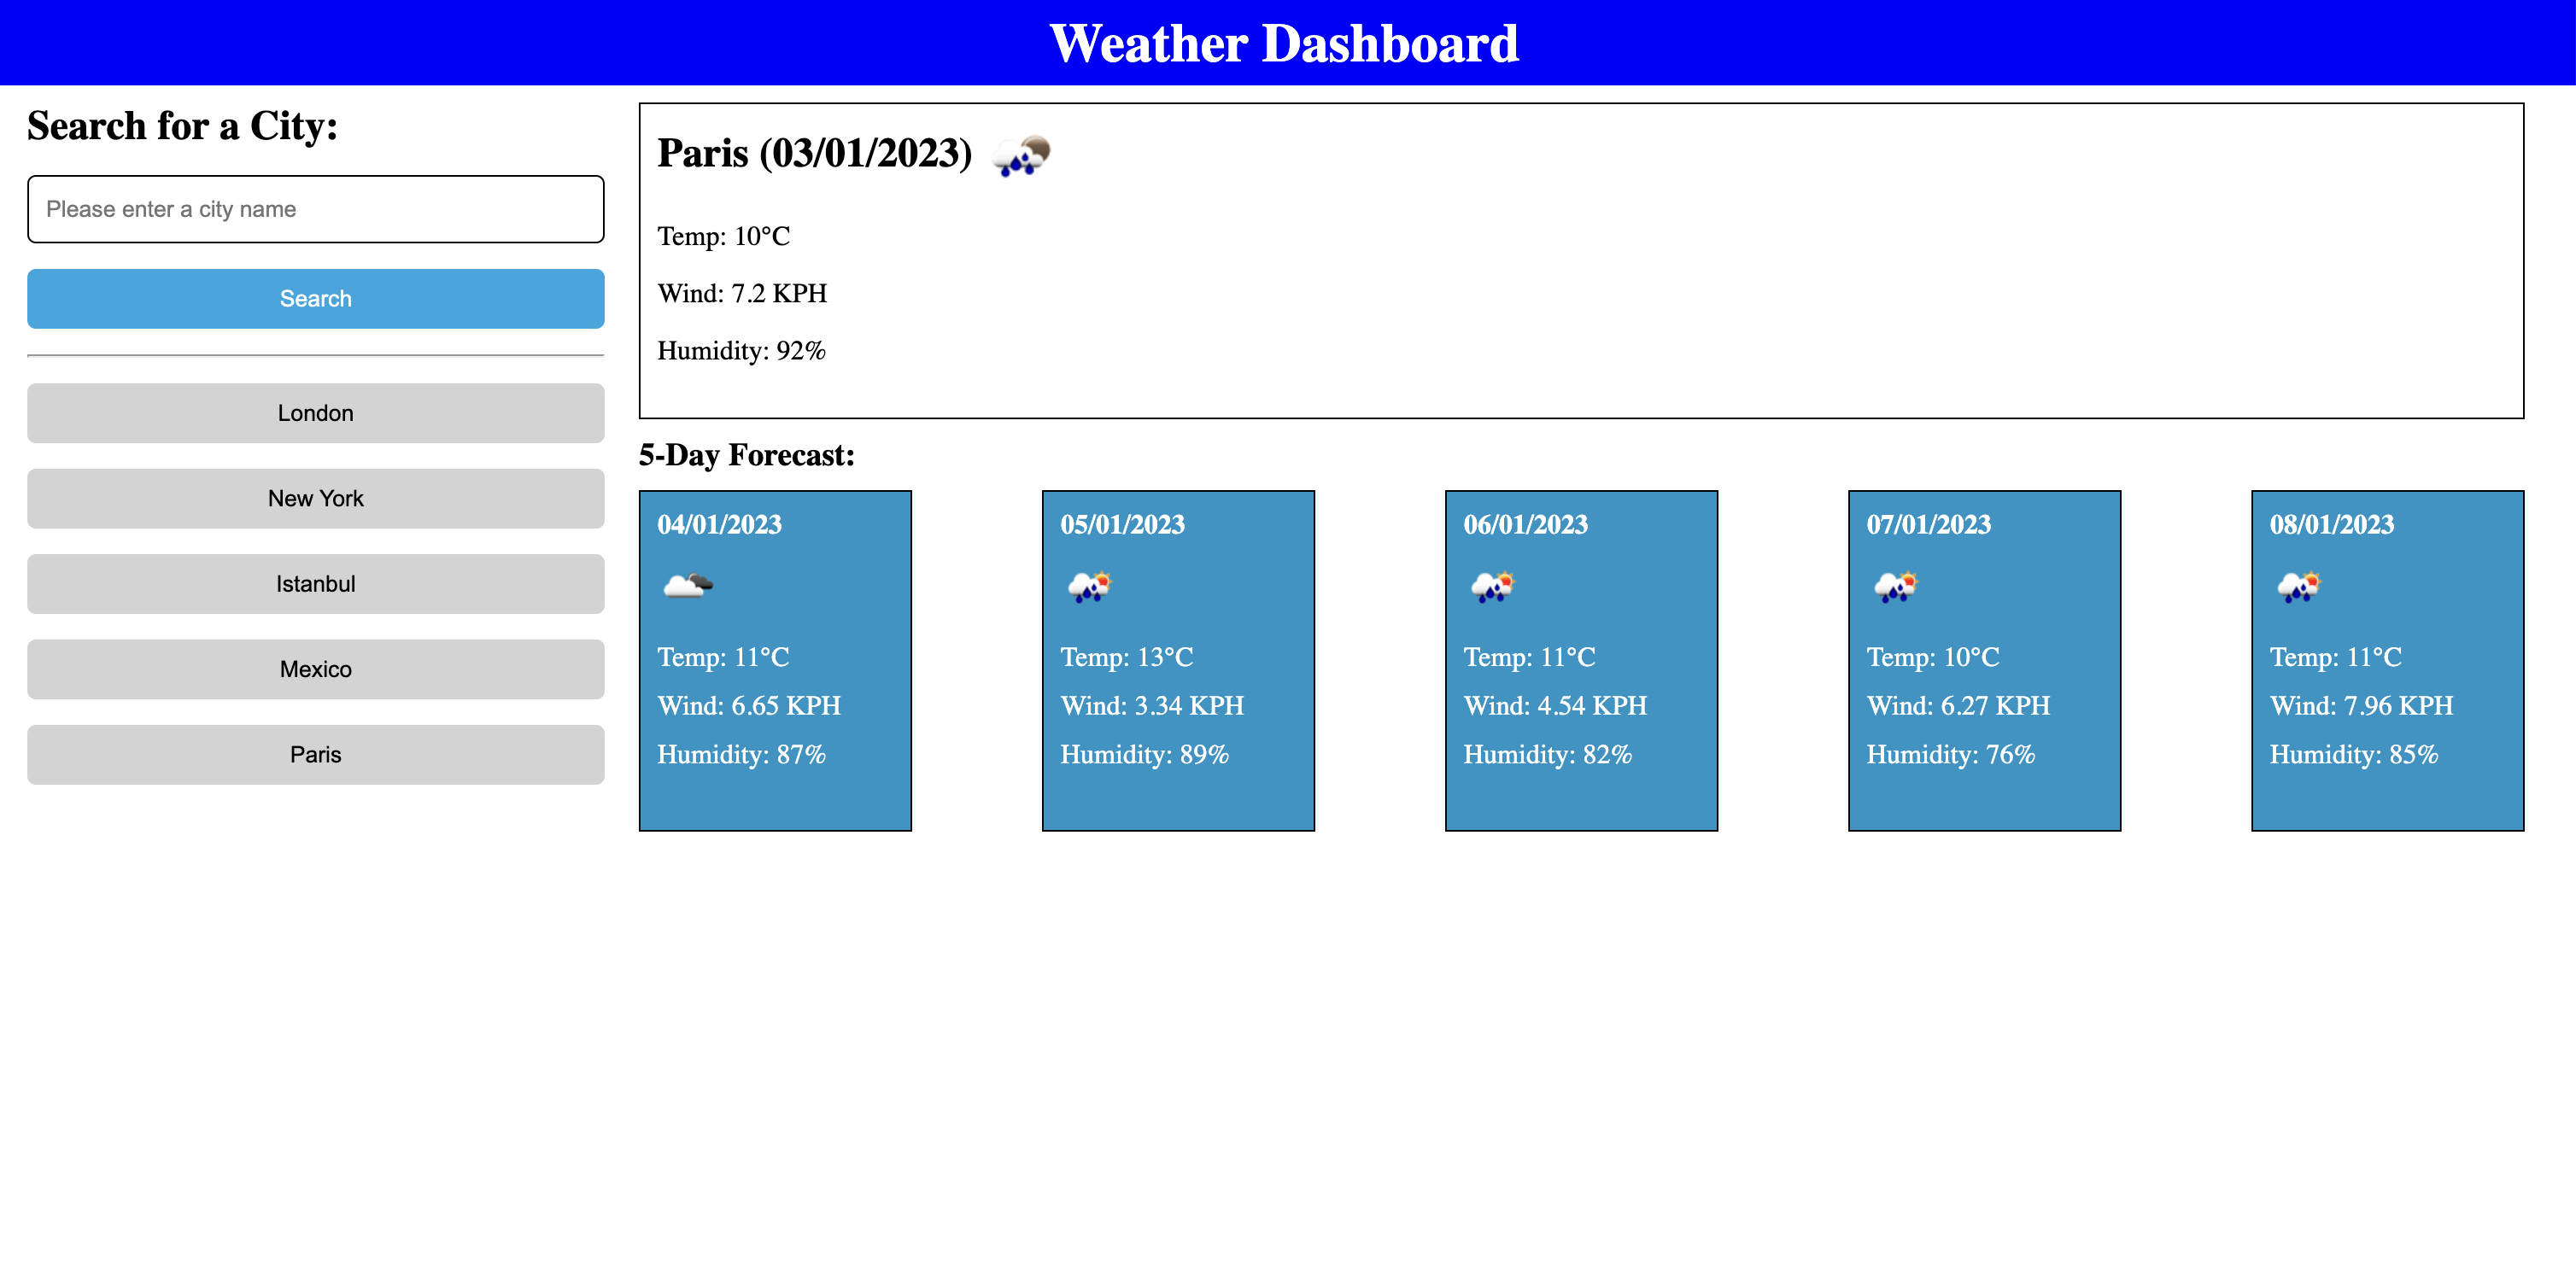 Weather Dashboard
Search for a City:
Please enter a city name
Search
London
New York
Istanbul
Mexico
Paris
Paris (03/01/2023)
Temp: 10°C
Wind: 7.2 KPH
Humidity: 92%
5-Day Forecast:
04/01/2023
Temp: 11°C
Wind: 6.65 KPH
Humidity: 87%
05/01/2023
Temp: 13°C
Wind: 3.34 KPH
Humidity: 89%
06/01/2023
Temp: 11°C
Wind: 4.54 KPH
Humidity: 82%
07/01/2023
Temp: 10°C
Wind: 6.27 KPH
Humidity: 76%
08/01/2023
Temp: 11°C
Wind: 7.96 KPH
Humidity: 85%